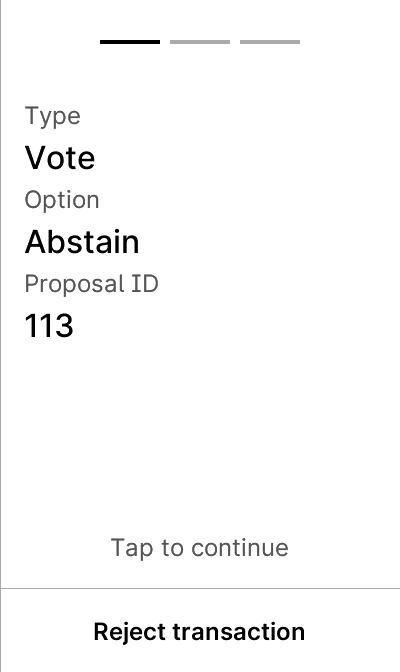 Type
Vote
Option
Abstain
Proposal ID
113
Tap to continue
Reject transaction